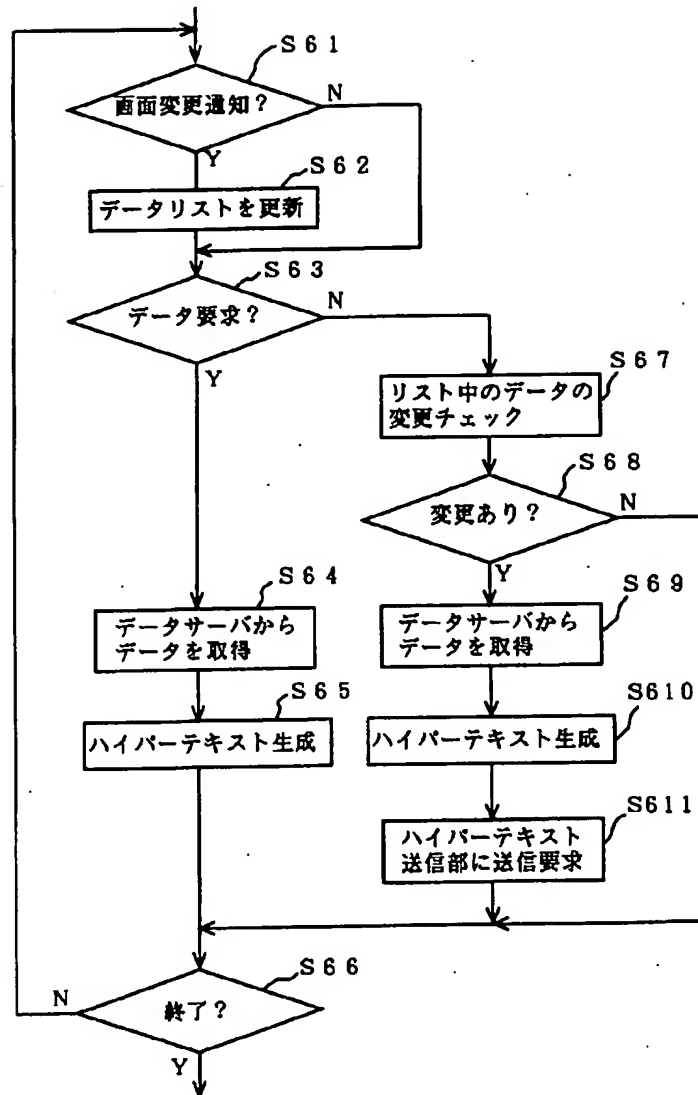 S61
画面変更通知?
N
Y
S62
データリストを更新
S63
データ要求?
N
Y
S67
リスト中のデータの
変更チェック
S68
変更あり?
N
Y
S64
データサーバから
データを取得
S69
データサーバから
データを取得
S65
ハイパーテキスト生成
S610
ハイパーテキスト生成
S611
ハイパーテキスト
送信部に送信要求
S66
終了?
N
Y